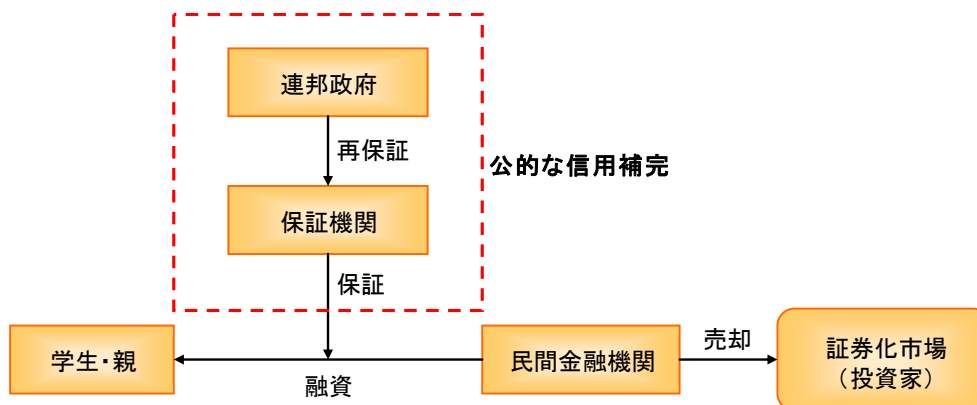 連邦政府
再保証
公的な信用補完
保証機関
保証
学生・親
融資
民間金融機関
売却
証券化市場
(投資家)